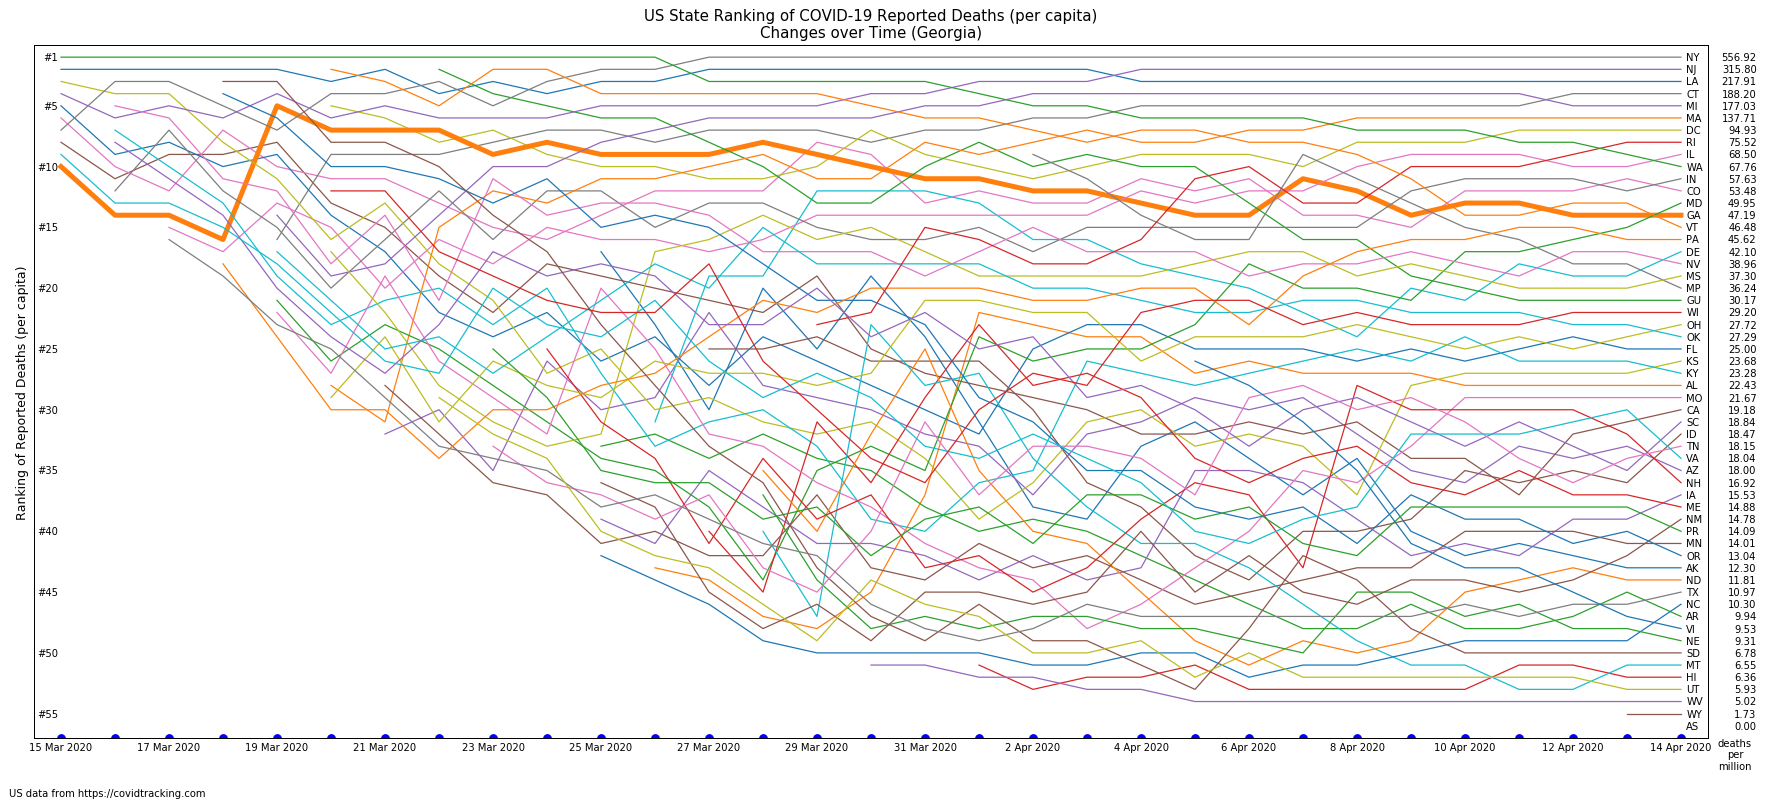 US State Ranking of COVID-19 Reported Deaths (per capita)
Changes over Time (Georgia)
Ranking of Reported Deaths (per capita)
#1
#5
#10
#15
#20
#25
#30
#35
#40
#45
#50
#55
NY 556.92
NJ 315.80
LA 217.91
CT 188.20
MI 177.03
MA 137.71
DC 94.93
RI 75.52
IL 68.50
WA 67.76
IN 57.63
CO 53.48
MD 49.95
GA 47.19
VT 46.48
PA 45.62
DE 42.10
NV 38.96
MS 37.30
MP 36.24
GU 30.17
WI 29.20
OH 27.72
OK 27.29
FL 25.00
KS 23.68
KY 23.28
AL 22.43
MO 21.67
CA 19.18
SC 18.84
ID 18.47
TN 18.15
VA 18.04
AZ 18.00
NH 16.92
IA 15.53
ME 14.88
NM 14.78
PR 14.09
MN 14.01
OR 13.04
AK 12.30
ND 11.81
TX 10.97
NC 10.30
AR 9.94
VI 9.53
NE 9.31
SD 6.78
MT 6.55
HI 6.36
UT 5.93
WV 5.02
WY 1.73
AS 0.00
15 Mar 2020 17 Mar 2020 19 Mar 2020 21 Mar 2020 23 Mar 2020 25 Mar 2020 27 Mar 2020 29 Mar 2020 31 Mar 2020 2 Apr 2020 4 Apr 2020 6 Apr 2020 8 Apr 2020 10 Apr 2020 12 Apr 2020 14 Apr 2020
deaths
per
million
US data from https://covidtracking.com